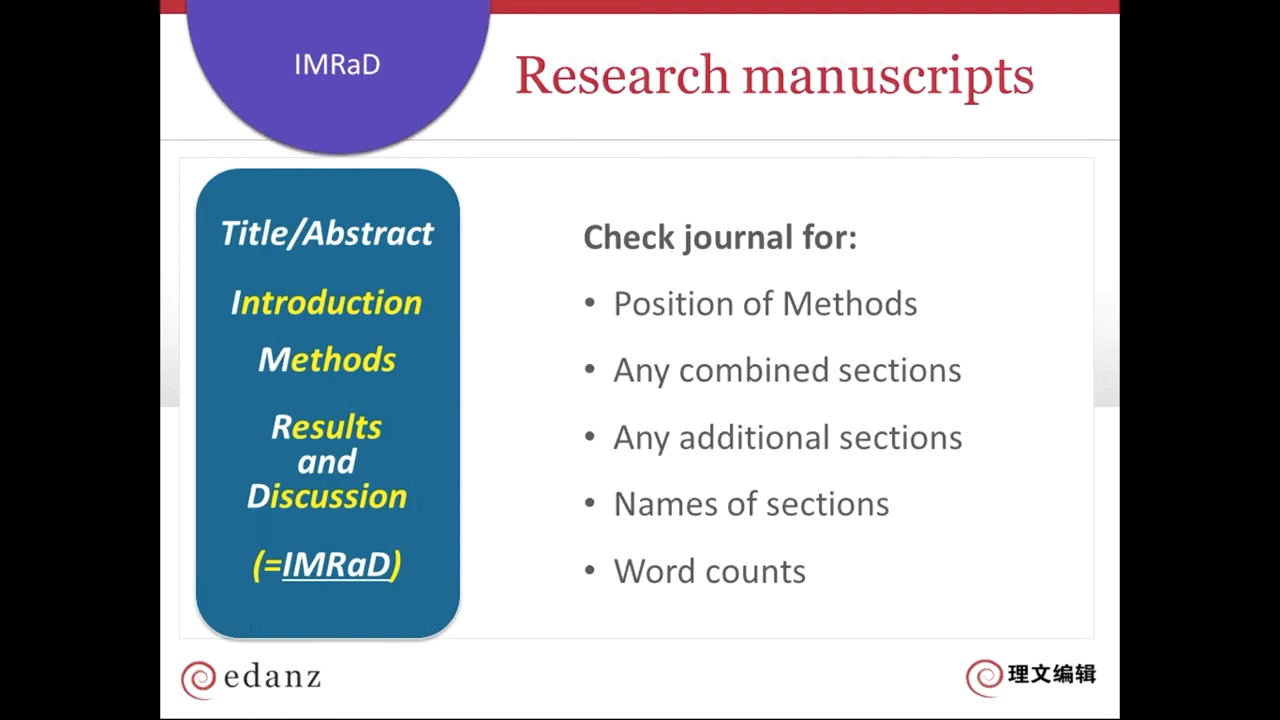 IMRaD
Research manuscripts
Title/Abstract
Introduction
Methods
Results
and
Discussion
(=IMRaD)
Check journal for:
• Position of Methods
• Any combined sections
• Any additional sections
• Names of sections
• Word counts
edanz
理文编辑